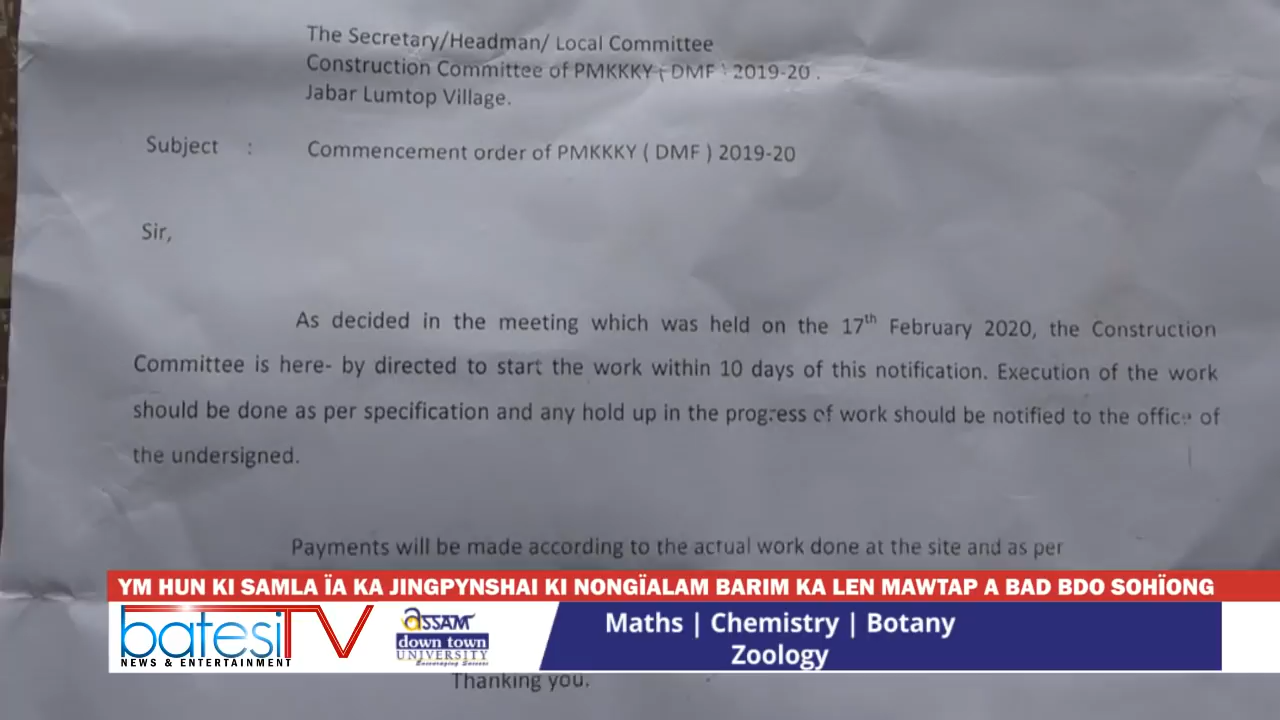 The Secretary/Headman/ Local Committee
Construction Committee of PMKKKY ( DMF ) 2019-20 .
Jabar Lumtop Village.
Subject : Commencement order of PMKKKY ( DMF ) 2019-20
Sir,
As decided in the meeting which was held on the 17th February 2020, the Construction
Committee is here- by directed to start the work within 10 days of this notification. Execution of the work
should be done as per specification and any hold up in the progress of work should be notified to the office of
the undersigned.
Payments will be made according to the actual work done at the site and as per
YM HUN KI SAMLA ÏA KA JINGPYNSHAI KI NONGÏALAM BARIM KA LEN MAWTAP A BAD BDO SOHÏONG
batesi TV
NEWS & ENTERTAINMENT
ASSAM
down town
UNIVERSITY
Encouraging Success
Maths | Chemistry | Botany
Zoology
Thanking you.